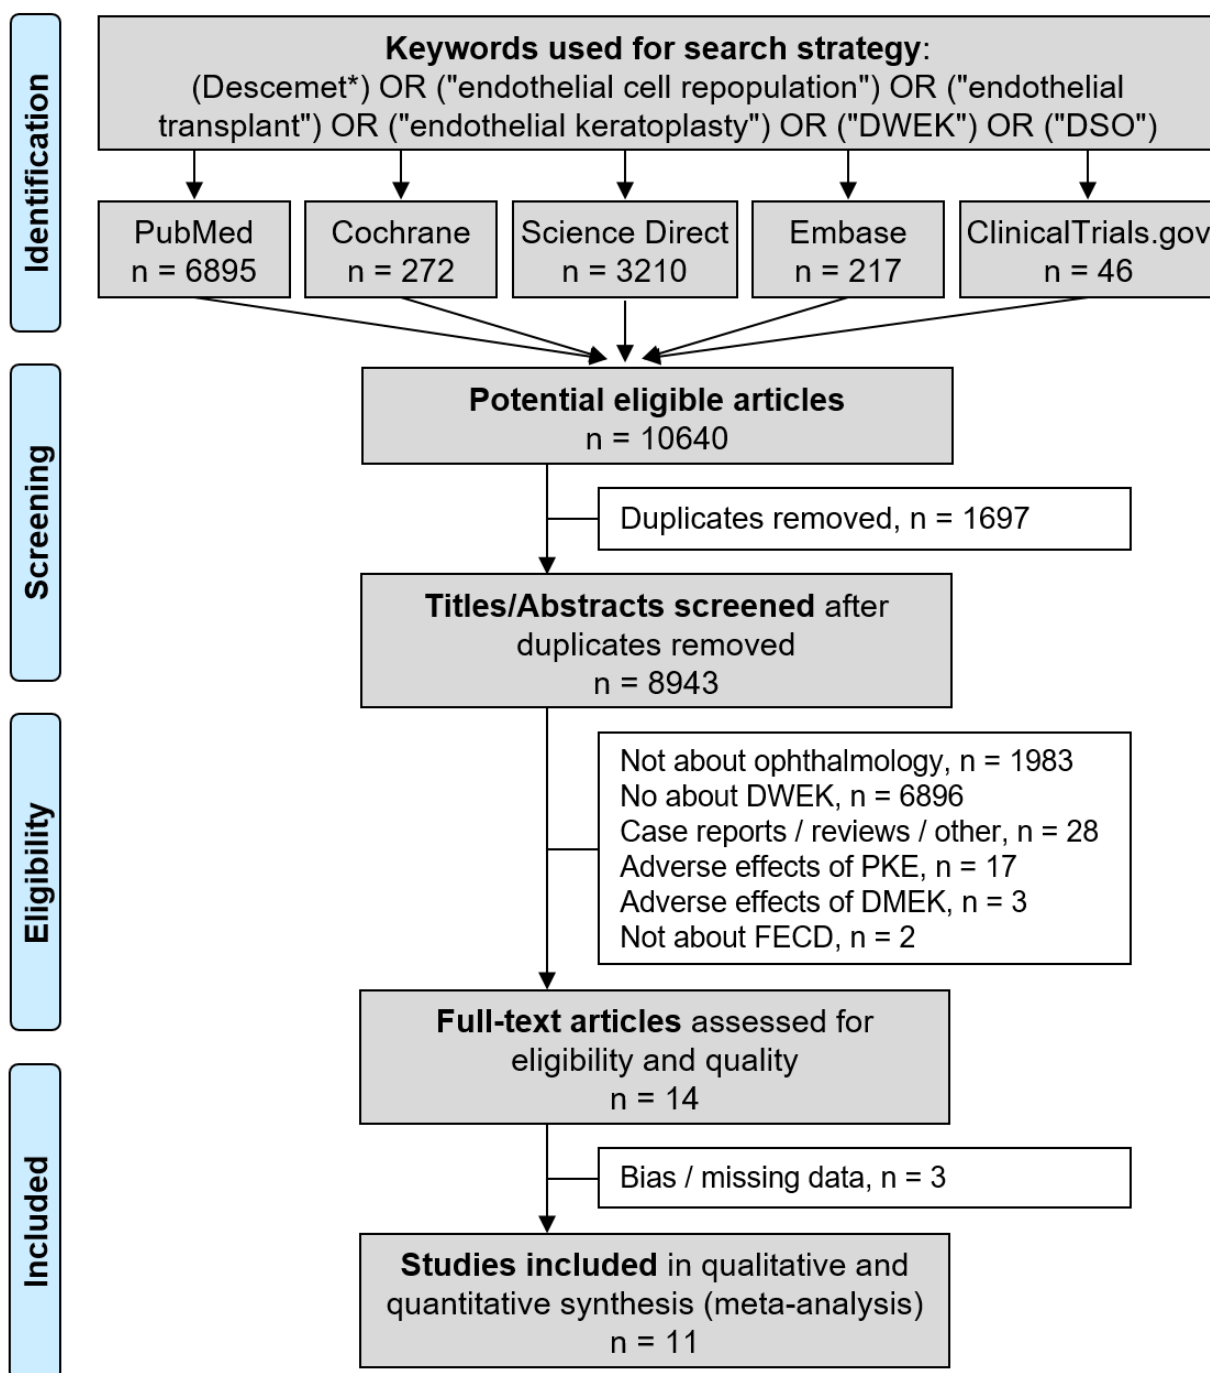 Identification
Keywords used for search strategy:
(Descemet*) OR ("endothelial cell repopulation") OR ("endothelial
transplant") OR ("endothelial keratoplasty") OR ("DWEK") OR ("DSO")
PubMed
n = 6895
Cochrane
n = 272
Science Direct
n = 3210
Embase
n = 217
ClinicalTrials.gov
n = 46
Screening
Potential eligible articles
n = 10640
Duplicates removed, n = 1697
Titles/Abstracts screened after
duplicates removed
n = 8943
Eligibility
Not about ophthalmology, n = 1983
No about DWEK, n = 6896
Case reports / reviews / other, n = 28
Adverse effects of PKE, n = 17
Adverse effects of DMEK, n = 3
Not about FECD, n = 2
Full-text articles assessed for
eligibility and quality
n = 14
Included
Bias / missing data, n = 3
Studies included in qualitative and
quantitative synthesis (meta-analysis)
n = 11